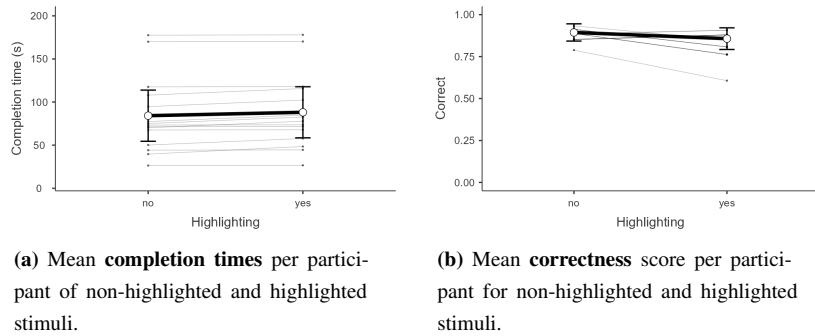 200
150
100
50
0
Completion time (s)
no
yes
Highlighting
(a) Mean completion times per partici-
pant of non-highlighted and highlighted
stimuli.
1.00
0.75
0.50
0.25
0.00
Correct
no
yes
Highlighting
(b) Mean correctness score per partici-
pant for non-highlighted and highlighted
stimuli.